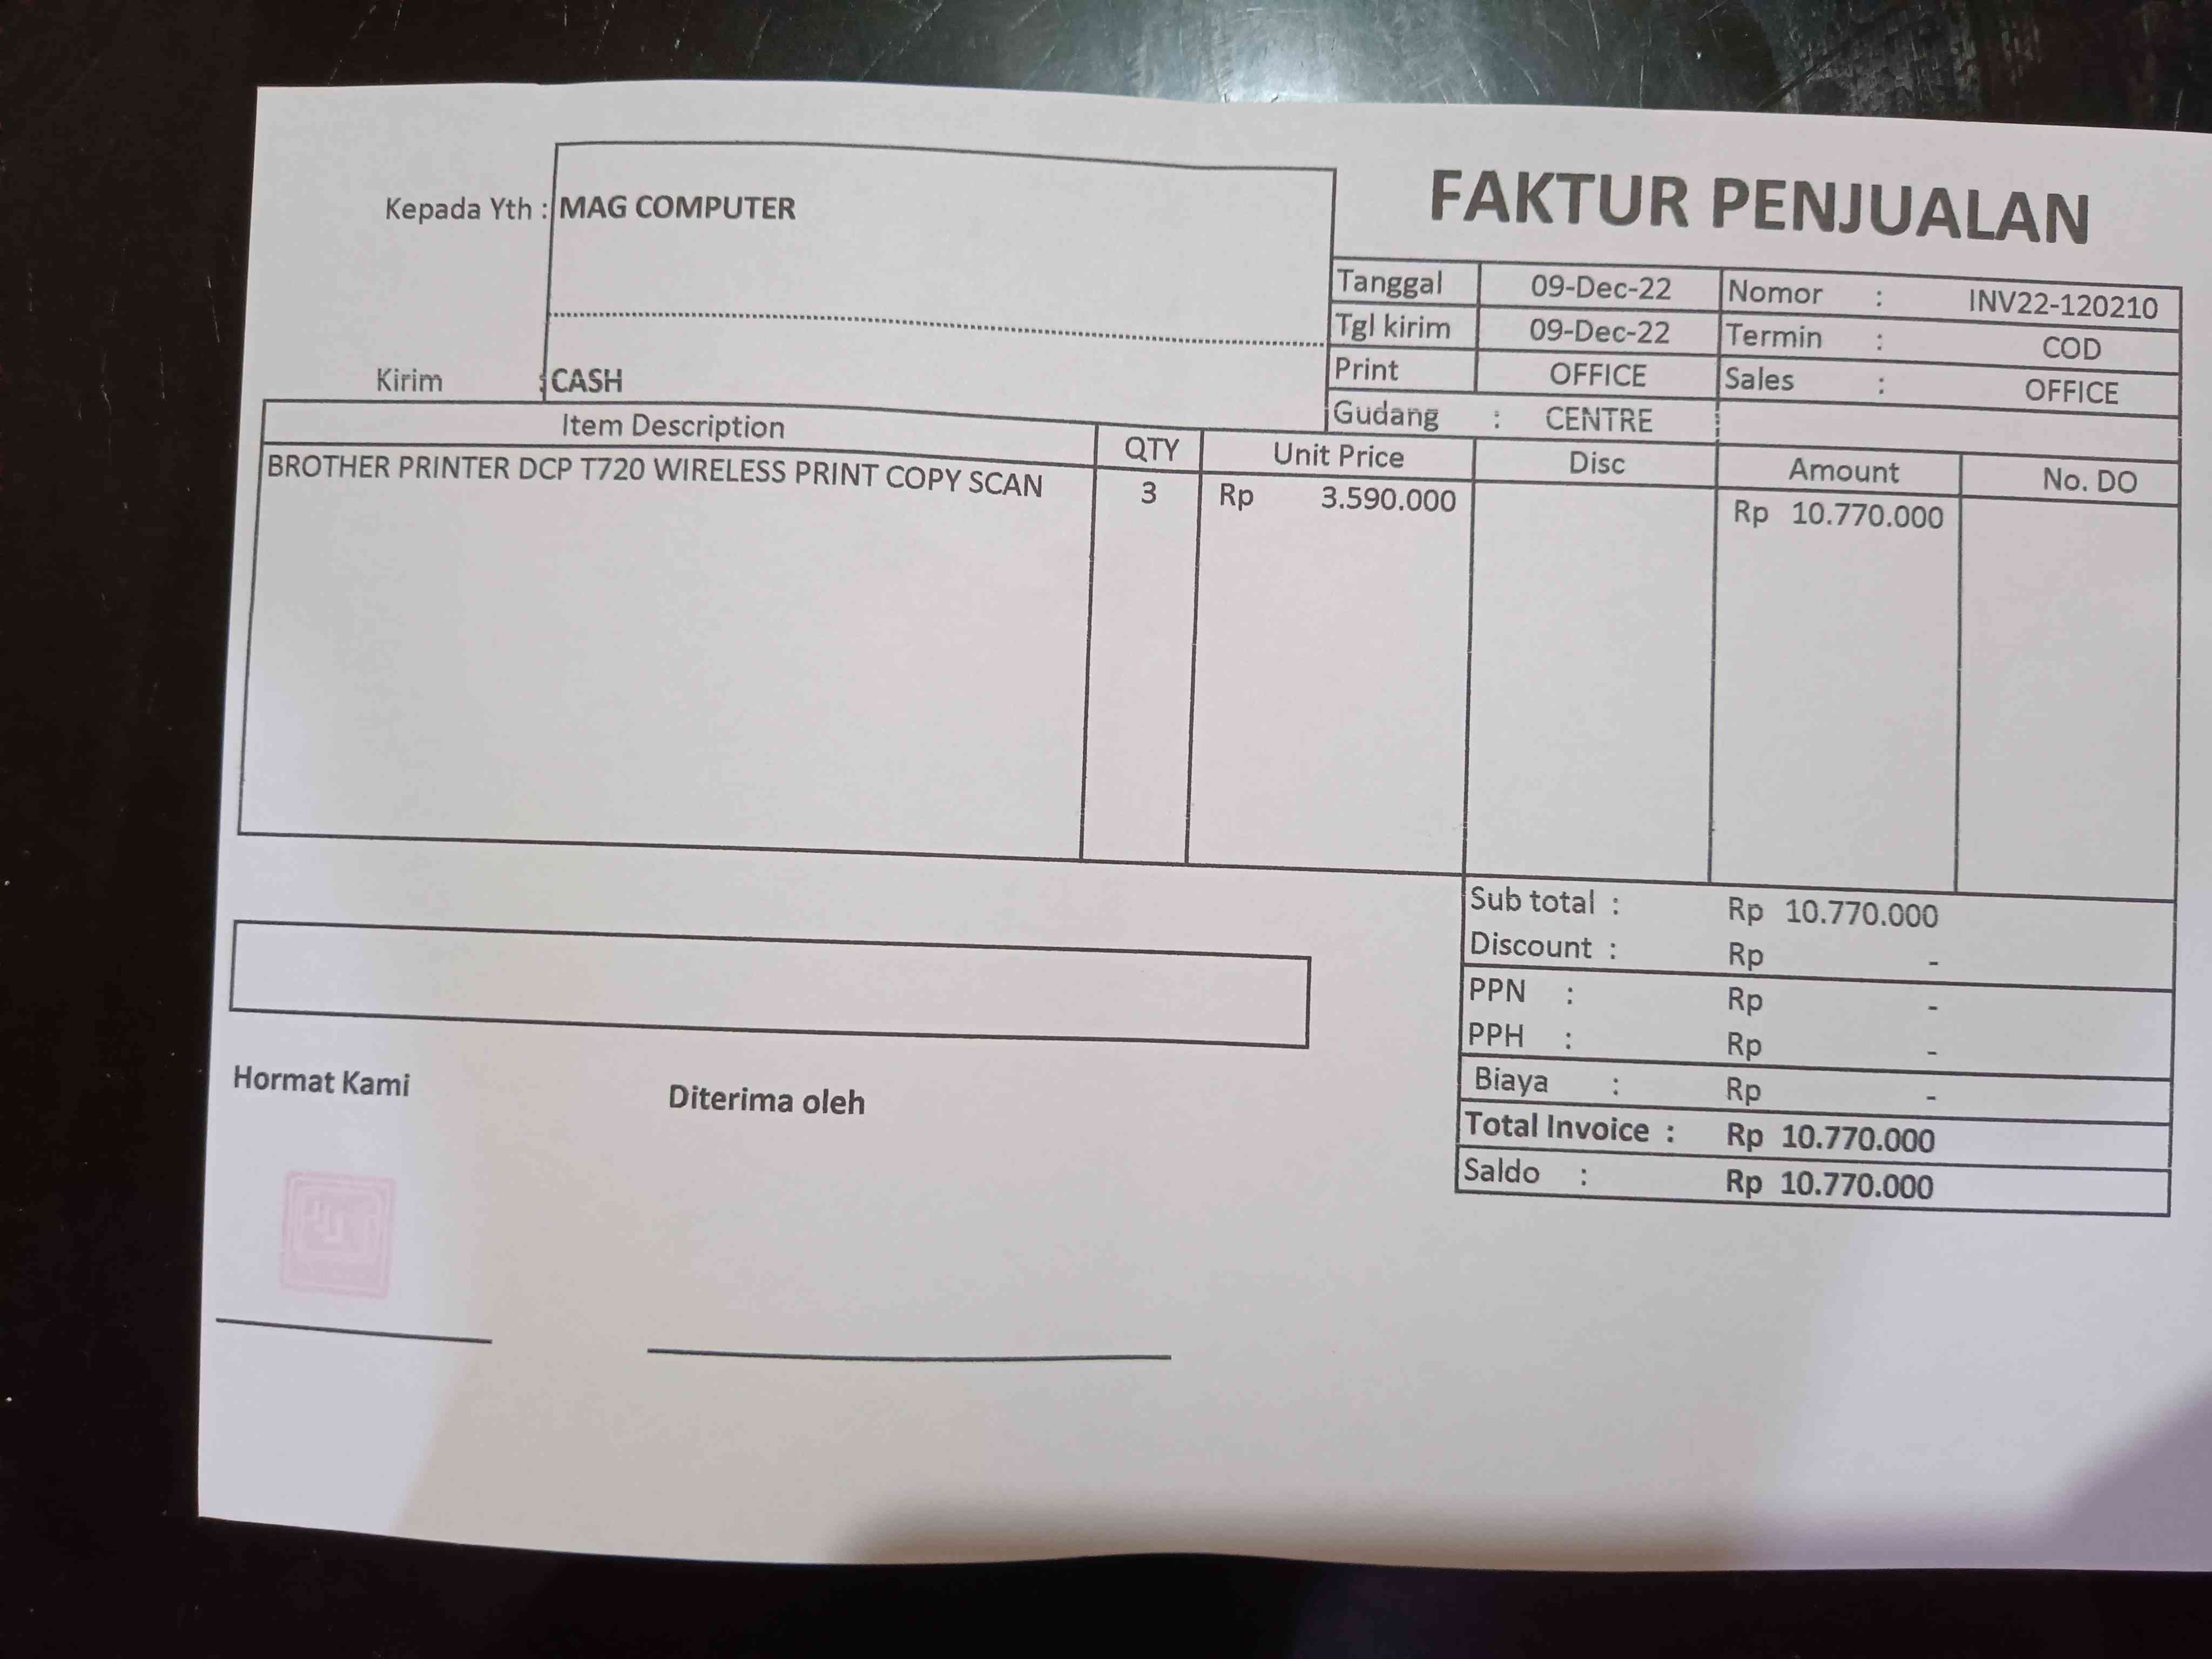 FAKTUR PENJUALAN
Kepada Yth : MAG COMPUTER
Kirim : CASH
Tanggal 09-Dec-22 Nomor : INV22-120210
Tgl kirim 09-Dec-22 Termin : COD
Print OFFICE Sales : OFFICE
Gudang : CENTRE
Item Description QTY Unit Price Disc Amount No. DO
BROTHER PRINTER DCP T720 WIRELESS PRINT COPY SCAN 3 Rp 3.590.000 Rp 10.770.000
Sub total : Rp 10.770.000
Discount : Rp -
PPN : Rp -
PPH : Rp -
Biaya : Rp -
Total Invoice : Rp 10.770.000
Saldo : Rp 10.770.000
Hormat Kami
Diterima oleh